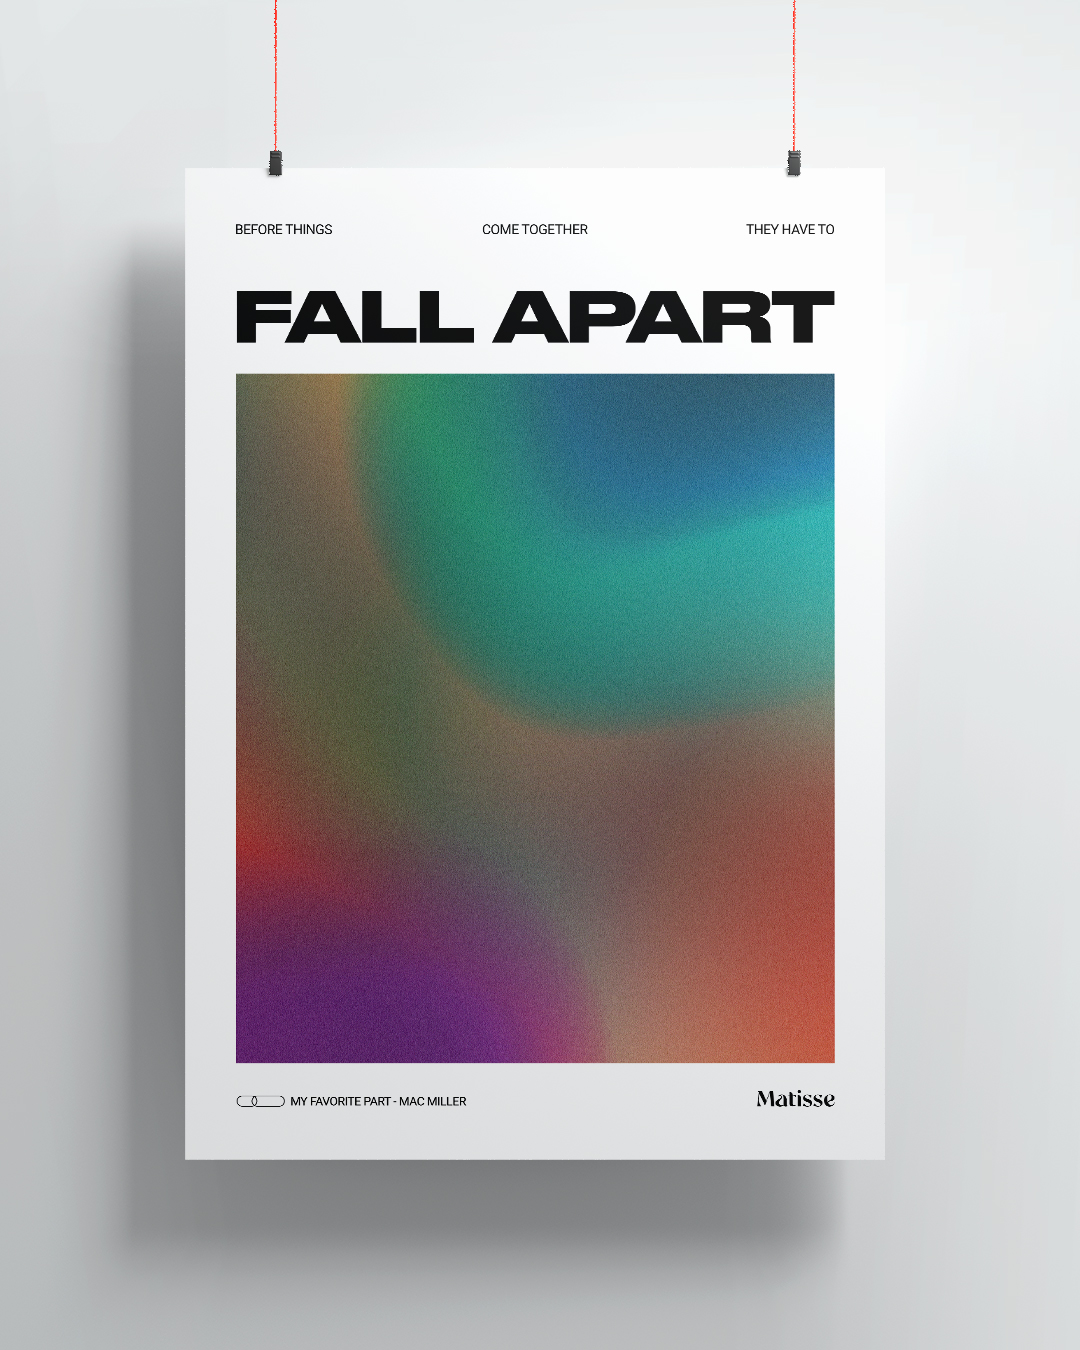 BEFORE THINGS COME TOGETHER THEY HAVE TO
FALL APART
MY FAVORITE PART - MAC MILLER
Matisse